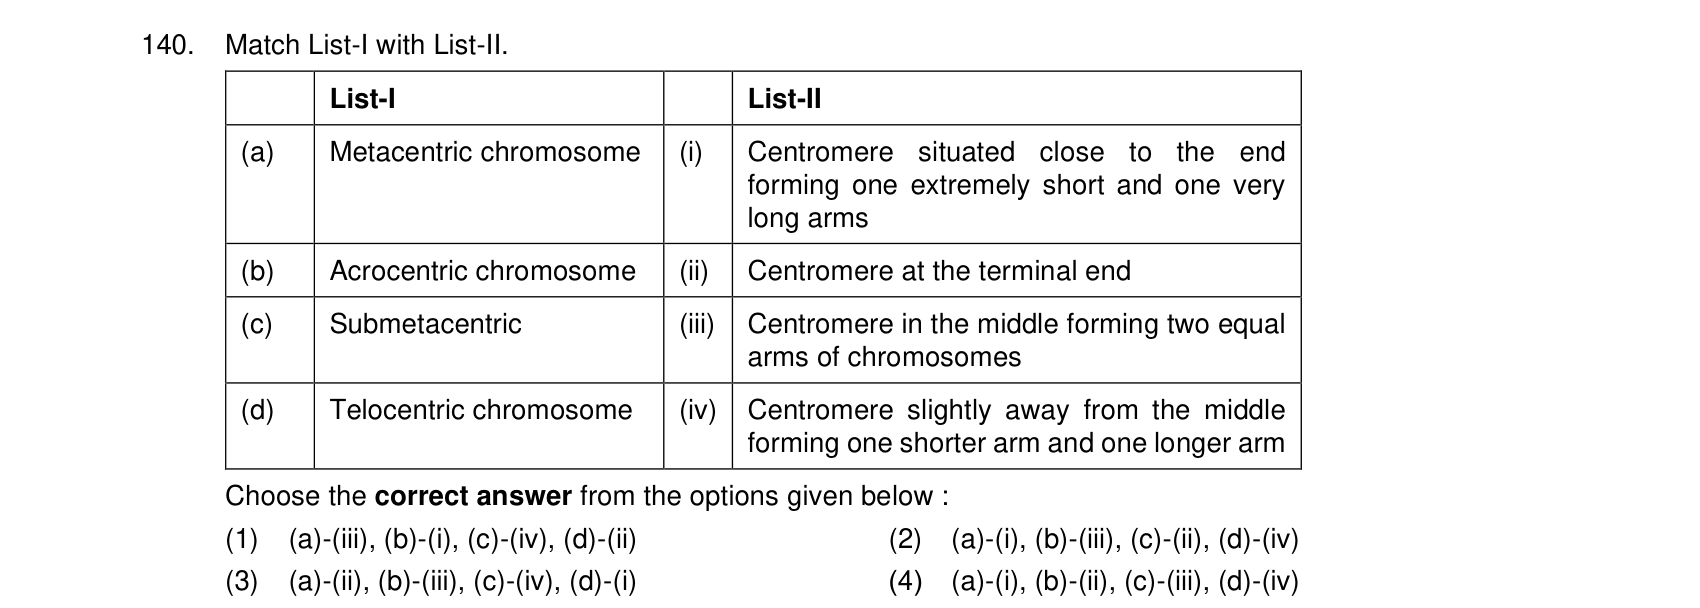 140. Match List-I with List-II.
List-I List-II
(a) Metacentric chromosome (i) Centromere situated close to the end
forming one extremely short and one very
long arms
(b) Acrocentric chromosome (ii) Centromere at the terminal end
(c) Submetacentric (iii) Centromere in the middle forming two equal
arms of chromosomes
(d) Telocentric chromosome (iv) Centromere slightly away from the middle
forming one shorter arm and one longer arm
Choose the correct answer from the options given below :
(1) (a)-(iii), (b)-(i), (c)-(iv), (d)-(ii) (2) (a)-(i), (b)-(iii), (c)-(ii), (d)-(iv)
(3) (a)-(ii), (b)-(iii), (c)-(iv), (d)-(i) (4) (a)-(i), (b)-(ii), (c)-(iii), (d)-(iv)